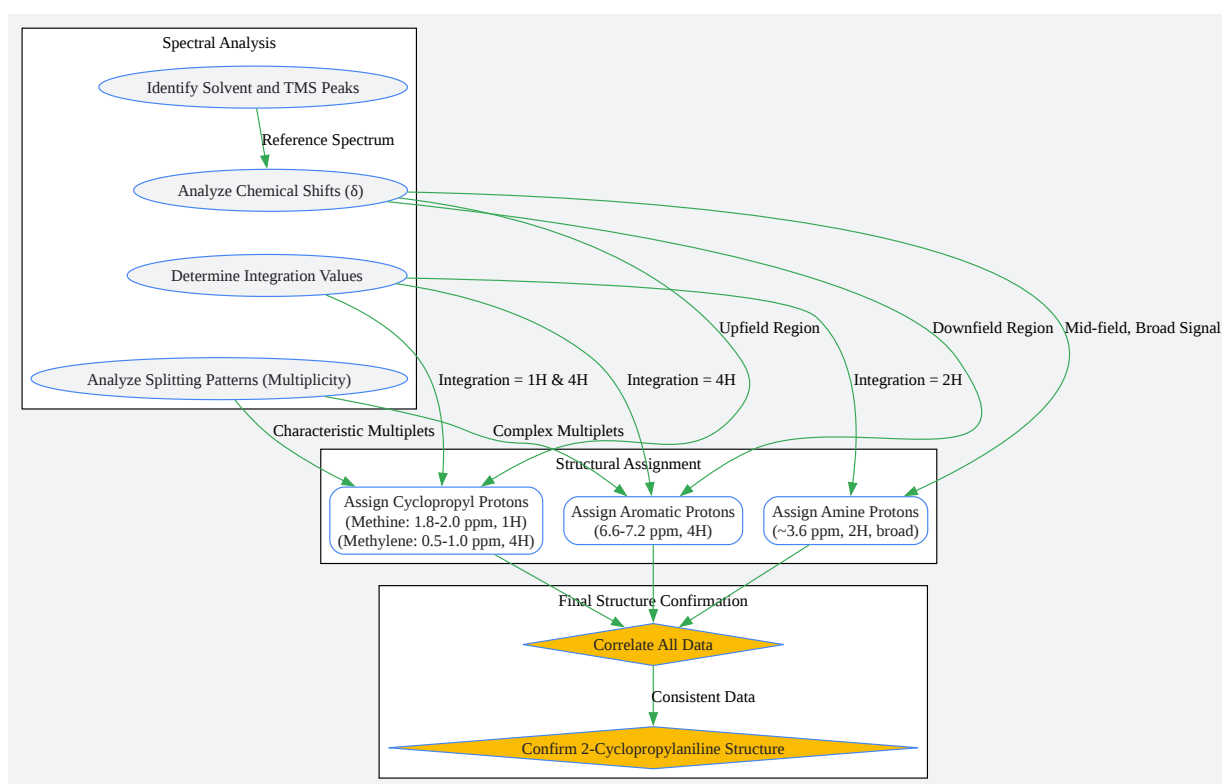 Spectral Analysis
Identify Solvent and TMS Peaks
Reference Spectrum
Analyze Chemical Shifts (δ)
Determine Integration Values
Upfield Region
Downfield Region
Mid-field, Broad Signal
Analyze Splitting Patterns (Multiplicity)
Integration = 1H & 4H
Integration = 4H
Integration = 2H
Characteristic Multiplets
Complex Multiplets
Structural Assignment
Assign Cyclopropyl Protons
(Methine: 1.8-2.0 ppm, 1H)
(Methylene: 0.5-1.0 ppm, 4H)
Assign Aromatic Protons
(6.6-7.2 ppm, 4H)
Assign Amine Protons
(~3.6 ppm, 2H, broad)
Final Structure Confirmation
Correlate All Data
Consistent Data
Confirm 2-Cyclopropylaniline Structure